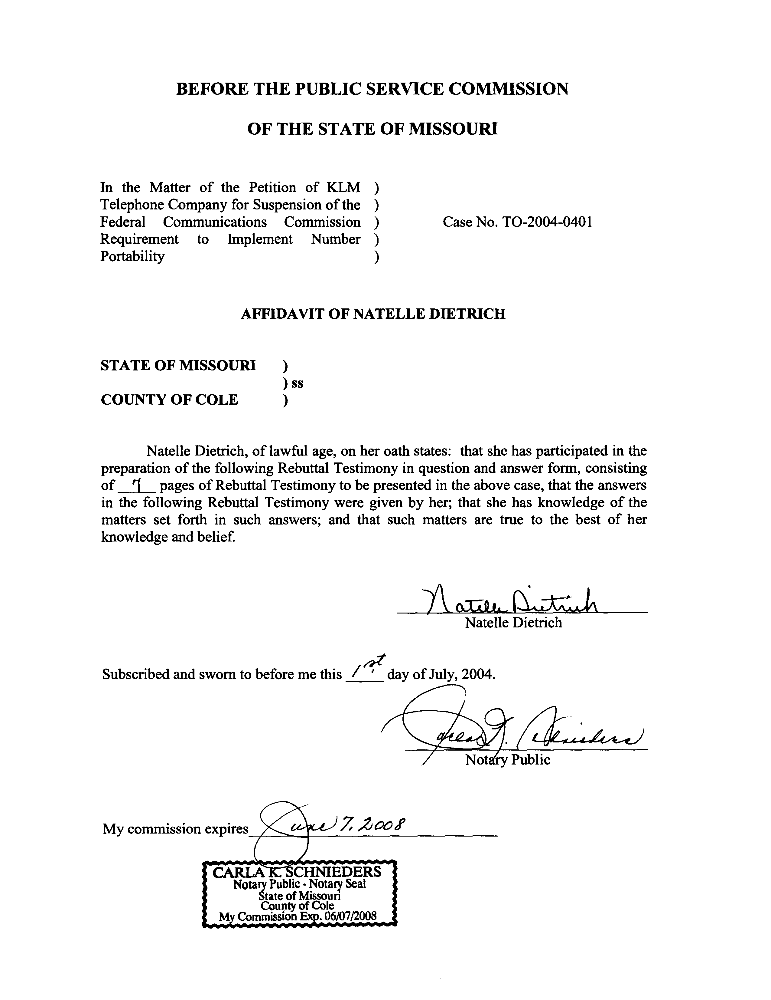 BEFORE THE PUBLIC SERVICE COMMISSION
OF THE STATE OF MISSOURI
In the Matter of the Petition of KLM )
Telephone Company for Suspension of the )
Federal Communications Commission ) Case No. TO-2004-0401
Requirement to Implement Number )
Portability )
AFFIDAVIT OF NATELLE DIETRICH
STATE OF MISSOURI )
) ss
COUNTY OF COLE )
Natelle Dietrich, of lawful age, on her oath states: that she has participated in the
preparation of the following Rebuttal Testimony in question and answer form, consisting
of 7 pages of Rebuttal Testimony to be presented in the above case, that the answers
in the following Rebuttal Testimony were given by her; that she has knowledge of the
matters set forth in such answers; and that such matters are true to the best of her
knowledge and belief.
Natelle Dietrich
Natelle Dietrich
Subscribed and sworn to before me this 1st day of July, 2004.
Carla K. Schnieders
Notary Public
My commission expires June 7, 2008
CARLA K. SCHNIEDERS
Notary Public - Notary Seal
State of Missouri
County of Cole
My Commission Exp. 06/07/2008